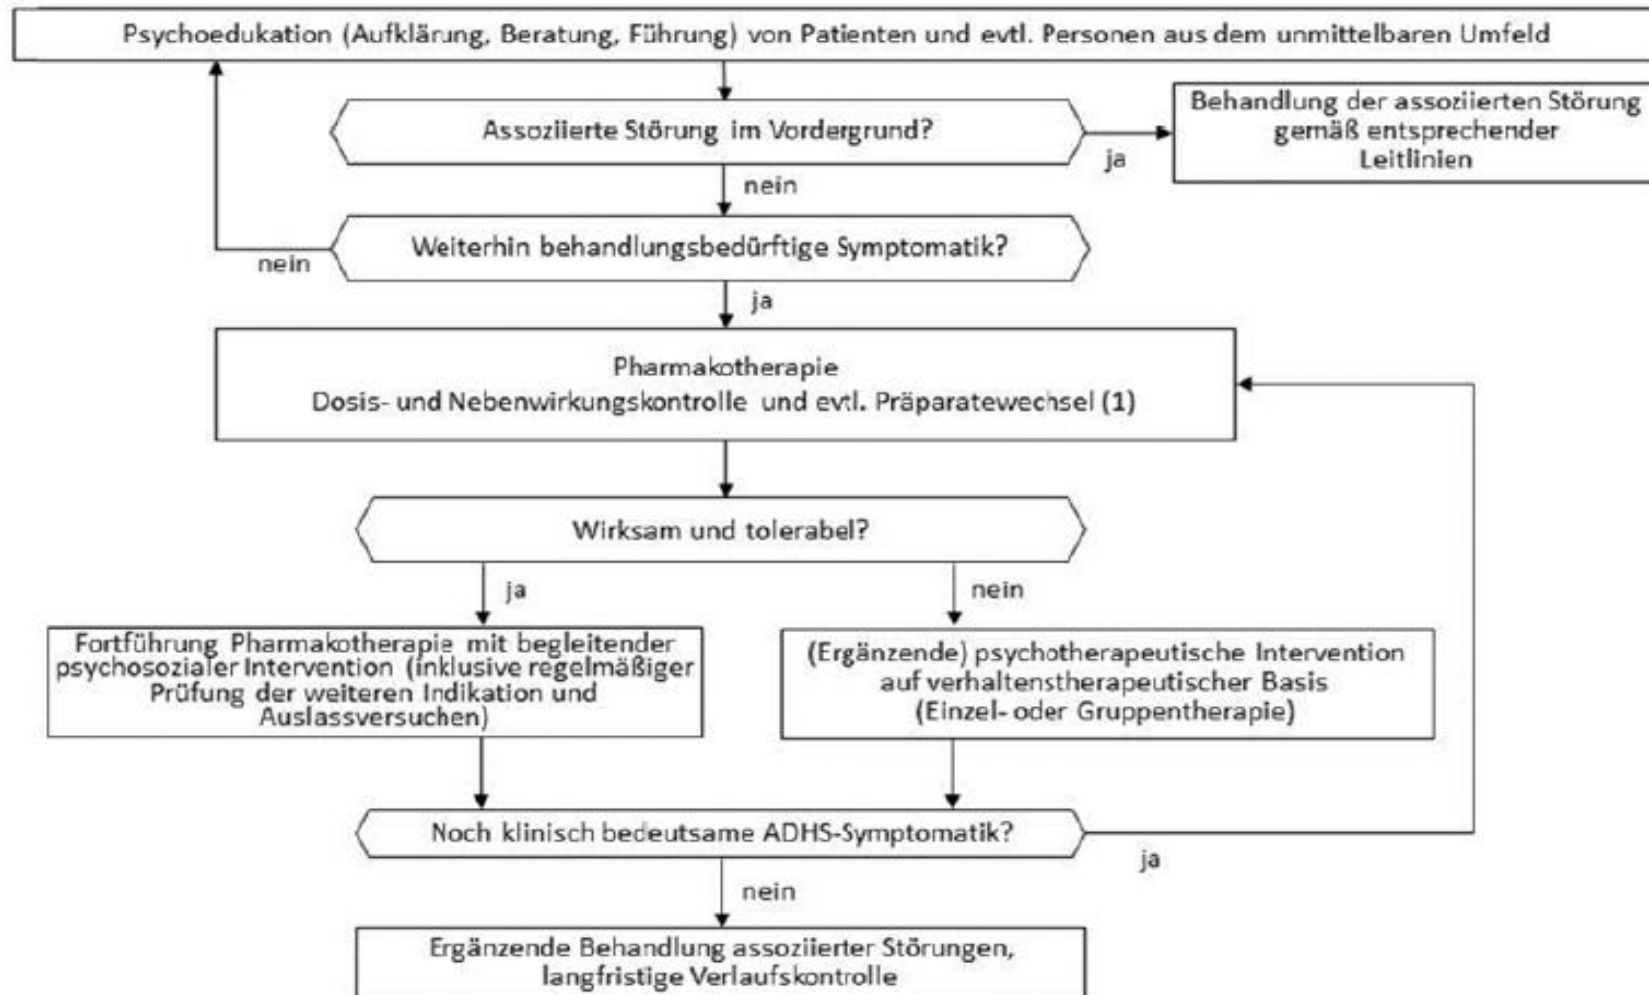 Psychoedukation (Aufklärung, Beratung, Führung) von Patienten und evtl. Personen aus dem unmittelbaren Umfeld
Assoziierte Störung im Vordergrund?
ja
Behandlung der assoziierten Störung
gemäß entsprechender
Leitlinien
nein
Weiterhin behandlungsbedürftige Symptomatik?
nein
ja
Pharmakotherapie
Dosis- und Nebenwirkungskontrolle und evtl. Präparatewechsel (1)
Wirksam und tolerabel?
ja
nein
Fortführung Pharmakotherapie mit begleitender
psychosozialer Intervention (inklusive regelmäßiger
Prüfung der weiteren Indikation und
Auslassversuchen)
(Ergänzende) psychotherapeutische Intervention
auf verhaltenstherapeutischer Basis
(Einzel- oder Gruppentherapie)
Noch klinisch bedeutsame ADHS-Symptomatik?
ja
nein
Ergänzende Behandlung assoziierter Störungen,
langfristige Verlaufskontrolle